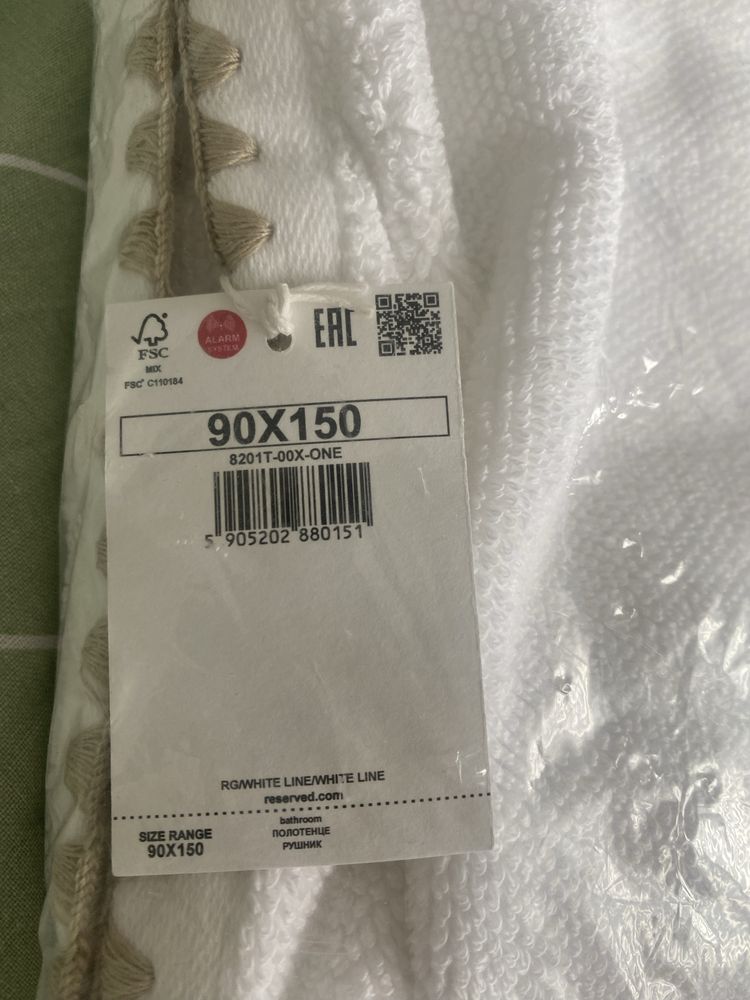 FSC
MIX
FSC® C110184
ALARM
SYSTEM
EAC
90X150
8201T-00X-ONE
5 905202 880151
RG/WHITE LINE/WHITE LINE
reserved.com
SIZE RANGE
90X150
bathroom
ПОЛОТЕНЦЕ
РУШНИК